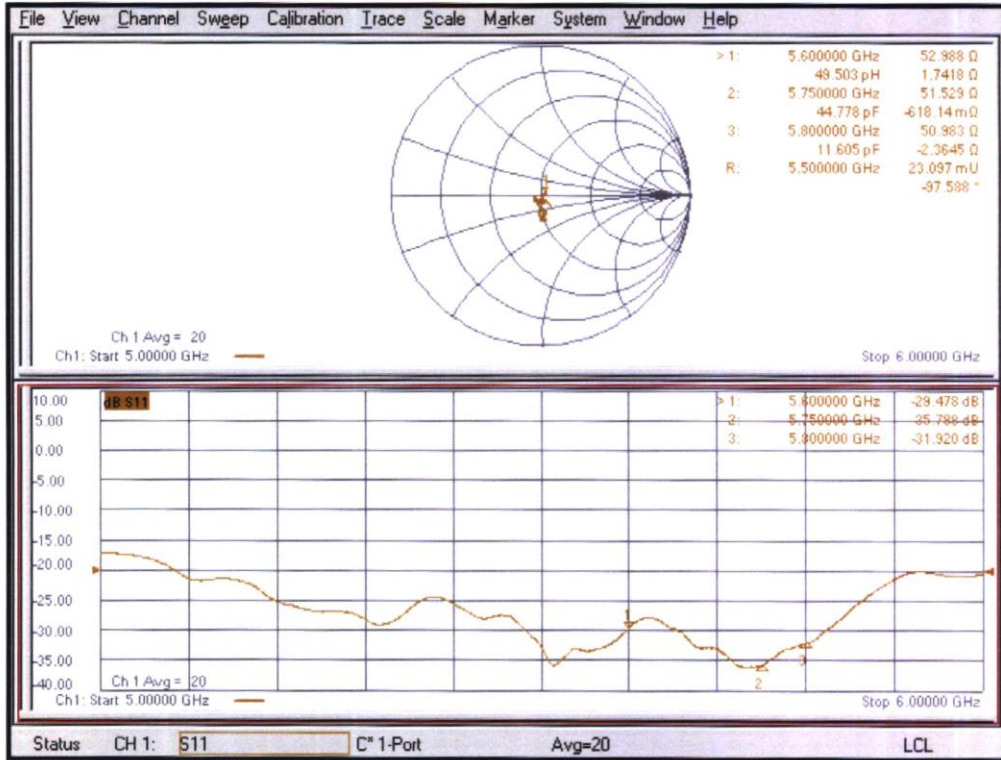 File View Channel Sweep Calibration Trace Scale Marker System Window Help
> 1: 5.600000 GHz 52.988 Ω
49.503 pH 1.7418 Ω
2: 5.750000 GHz 51.529 Ω
44.778 pF -618.14 mΩ
3: 5.800000 GHz 50.983 Ω
11.605 pF -2.3645 Ω
R: 5.500000 GHz 23.097 mU
-97.588 °
Ch 1 Avg = 20
Ch1: Start 5.00000 GHz
Stop 6.00000 GHz
10.00
dB S11
> 1: 5.600000 GHz -29.478 dB
5.00
2: 5.750000 GHz -35.788 dB
3: 5.800000 GHz -31.920 dB
0.00
-5.00
-10.00
-15.00
-20.00
-25.00
-30.00
1
-35.00
3
2
-40.00
Ch 1 Avg = 20
Ch1: Start 5.00000 GHz
Stop 6.00000 GHz
Status CH 1: S11 C* 1-Port Avg=20 LCL